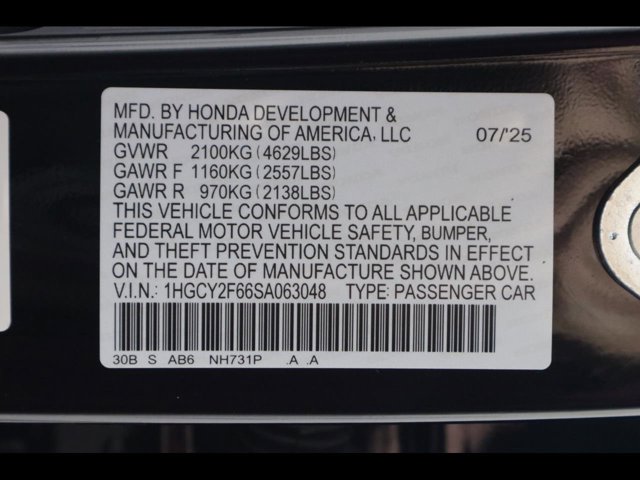 MFD. BY HONDA DEVELOPMENT &
MANUFACTURING OF AMERICA, LLC 07/'25
GVWR 2100KG (4629LBS)
GAWR F 1160KG (2557LBS)
GAWR R 970KG (2138LBS)
THIS VEHICLE CONFORMS TO ALL APPLICABLE
FEDERAL MOTOR VEHICLE SAFETY, BUMPER,
AND THEFT PREVENTION STANDARDS IN EFFECT
ON THE DATE OF MANUFACTURE SHOWN ABOVE.
V.I.N.: 1HGCY2F66SA063048 TYPE: PASSENGER CAR
30B S AB6 NH731P .A .A